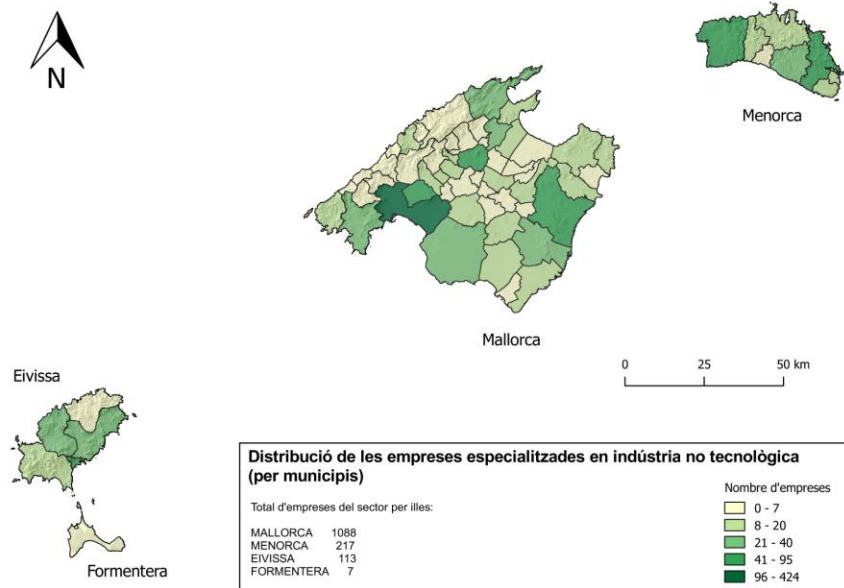 N
Menorca
Mallorca
0 25 50 km
Eivissa
Formentera
Distribució de les empreses especialitzades en indústria no tecnològica
(per municipis)
Total d'empreses del sector per illes:
MALLORCA 1088
MENORCA 217
EIVISSA 113
FORMENTERA 7
Nombre d'empreses
0 - 7
8 - 20
21 - 40
41 - 95
96 - 424